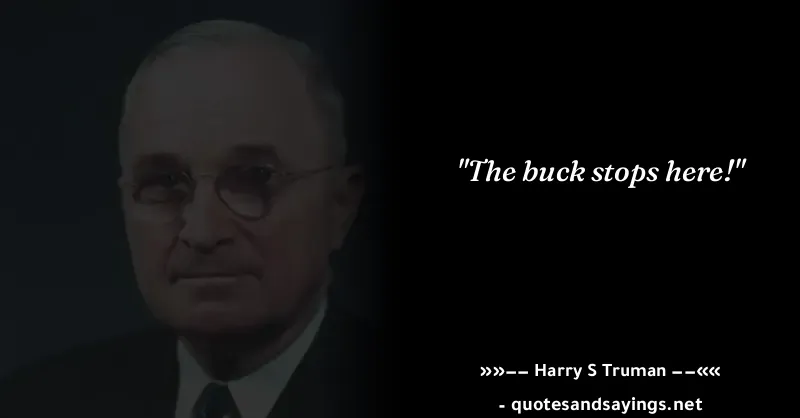 "The buck stops here!"
»»–– Harry S Truman ––««
- quotesandsayings.net